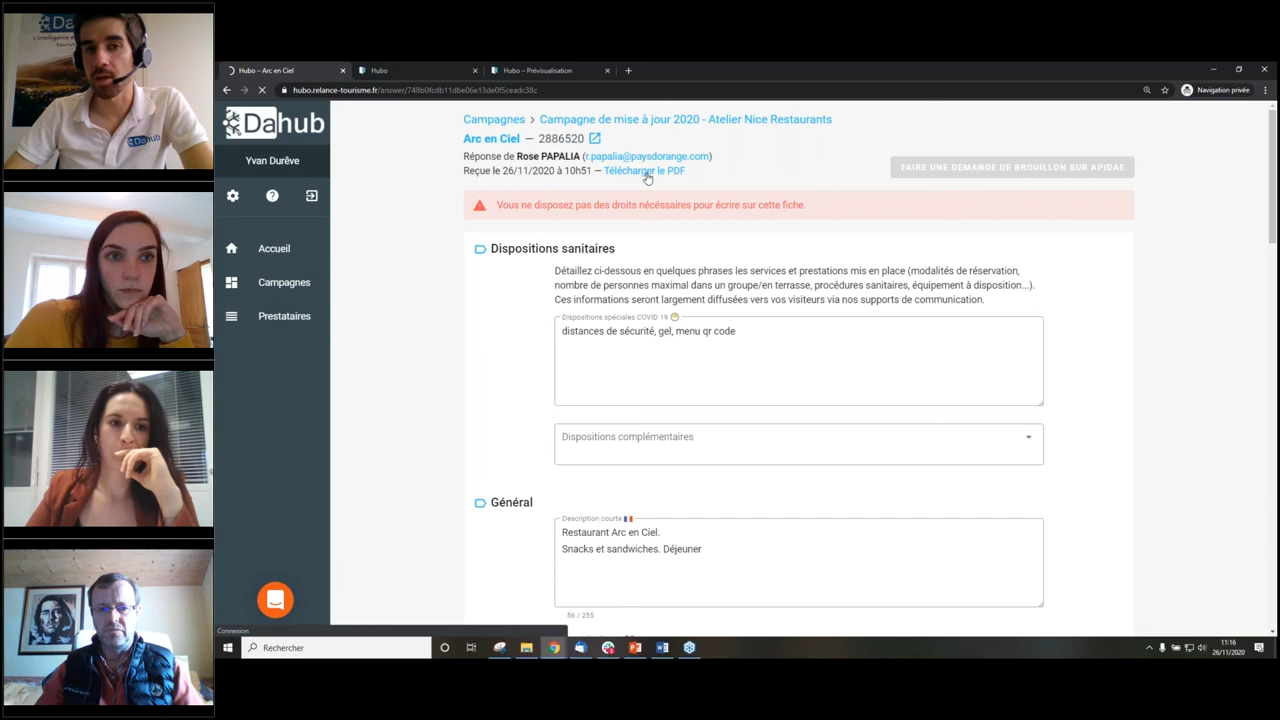 Dahub
L'intelligence de
Dahub
Hubo – Arc en Ciel
Hubo
Hubo – Prévisualisation
Navigation privée
Dahub
Yvan Durêve
Accueil
Campagnes
Prestataires
Campagnes > Campagne de mise à jour 2020 - Atelier Nice Restaurants
Arc en Ciel — 2886520
Réponse de Rose PAPALIA (r.papalia@paysdorange.com)
Reçue le 26/11/2020 à 10h51 — Télécharger le PDF
FAIRE UNE DEMANDE DE BROUILLON SUR APIDAE
Vous ne disposez pas des droits nécéssaires pour écrire sur cette fiche.
Dispositions sanitaires
Détaillez ci-dessous en quelques phrases les services et prestations mis en place (modalités de réservation,
nombre de personnes maximal dans un groupe/en terrasse, procédures sanitaires, équipement à disposition...).
Ces informations seront largement diffusées vers vos visiteurs via nos supports de communication.
Dispositions spéciales COVID 19
distances de sécurité, gel, menu qr code
Dispositions complémentaires
Général
Description courte
Restaurant Arc en Ciel.
Snacks et sandwiches. Déjeuner
56 / 255
Connexion
Rechercher
11:16
26/11/2020